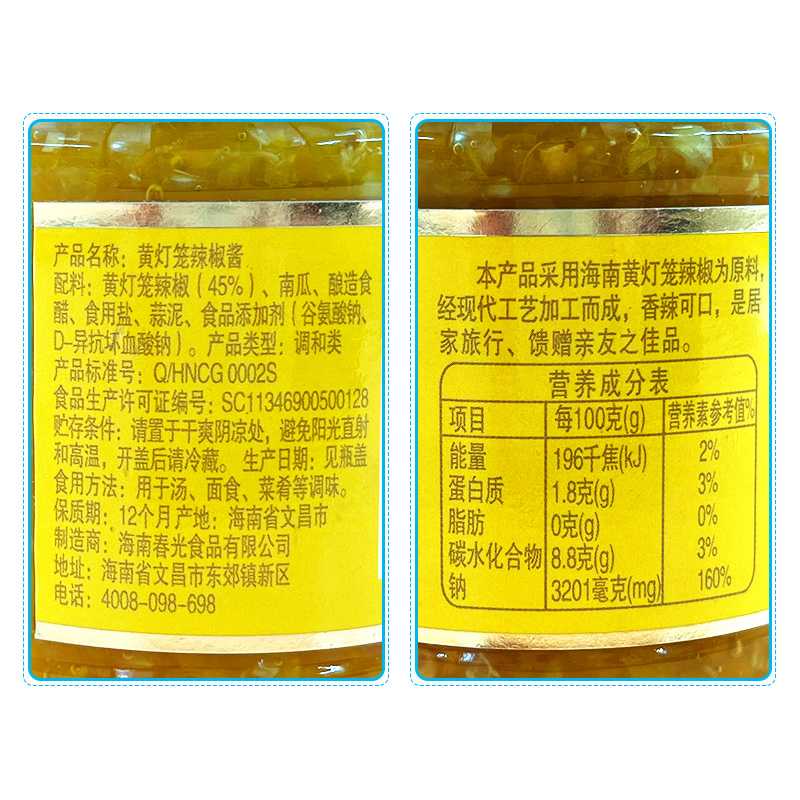 产品名称：黄灯笼辣椒酱
配料：黄灯笼辣椒（45%）、南瓜、酿造食
醋、食用盐、蒜泥、食品添加剂（谷氨酸钠、
D-异抗坏血酸钠）。产品类型：调和类
产品标准号：Q/HNCG 0002S
食品生产许可证编号：SC11346900500128
贮存条件：请置于干爽阴凉处，避免阳光直射
和高温，开盖后请冷藏。 生产日期：见瓶盖
食用方法：用于汤、面食、菜肴等调味。
保质期：12个月 产地：海南省文昌市
制造商：海南春光食品有限公司
地址：海南省文昌市东郊镇新区
电话：4008-098-698
本产品采用海南黄灯笼辣椒为原料，
经现代工艺加工而成，香辣可口，是居
家旅行、馈赠亲友之佳品。
营养成分表
项目 每100克(g) 营养素参考值%
能量 196千焦(kJ) 2%
蛋白质 1.8克(g) 3%
脂肪 0克(g) 0%
碳水化合物 8.8克(g) 3%
钠 3201毫克(mg) 160%